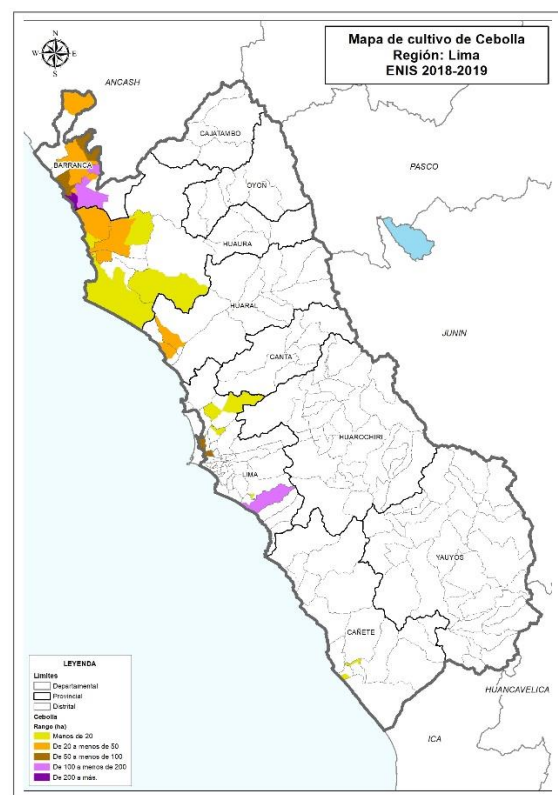 Mapa de cultivo de Cebolla
Región: Lima
ENIS 2018-2019
N
W
E
S
ANCASH
CAJATAMBO
BARRANCA
PASCO
OYON
HUAURA
HUARAL
JUNIN
CANTA
HUAROCHIRI
LIMA
YAUYOS
CAÑETE
HUANCAVELICA
ICA
LEYENDA
Límites
Departamental
Provincial
Distrital
Cebolla
Rango (ha)
Menos de 20
De 20 a menos de 50
De 50 a menos de 100
De 100 a menos de 200
De 200 a más.